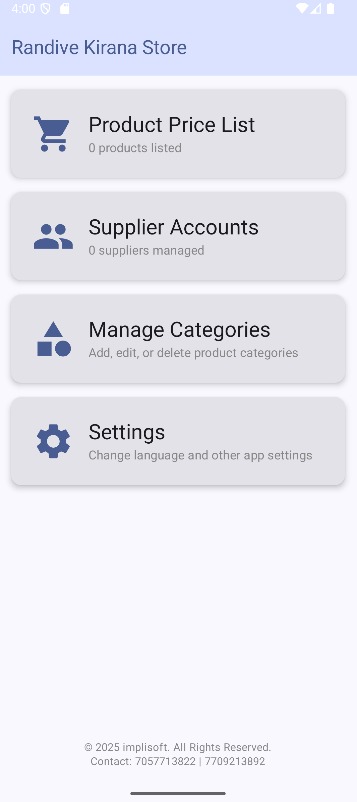 4:00
Randive Kirana Store
Product Price List
0 products listed
Supplier Accounts
0 suppliers managed
Manage Categories
Add, edit, or delete product categories
Settings
Change language and other app settings
© 2025 implisoft. All Rights Reserved.
Contact: 7057713822 | 7709213892